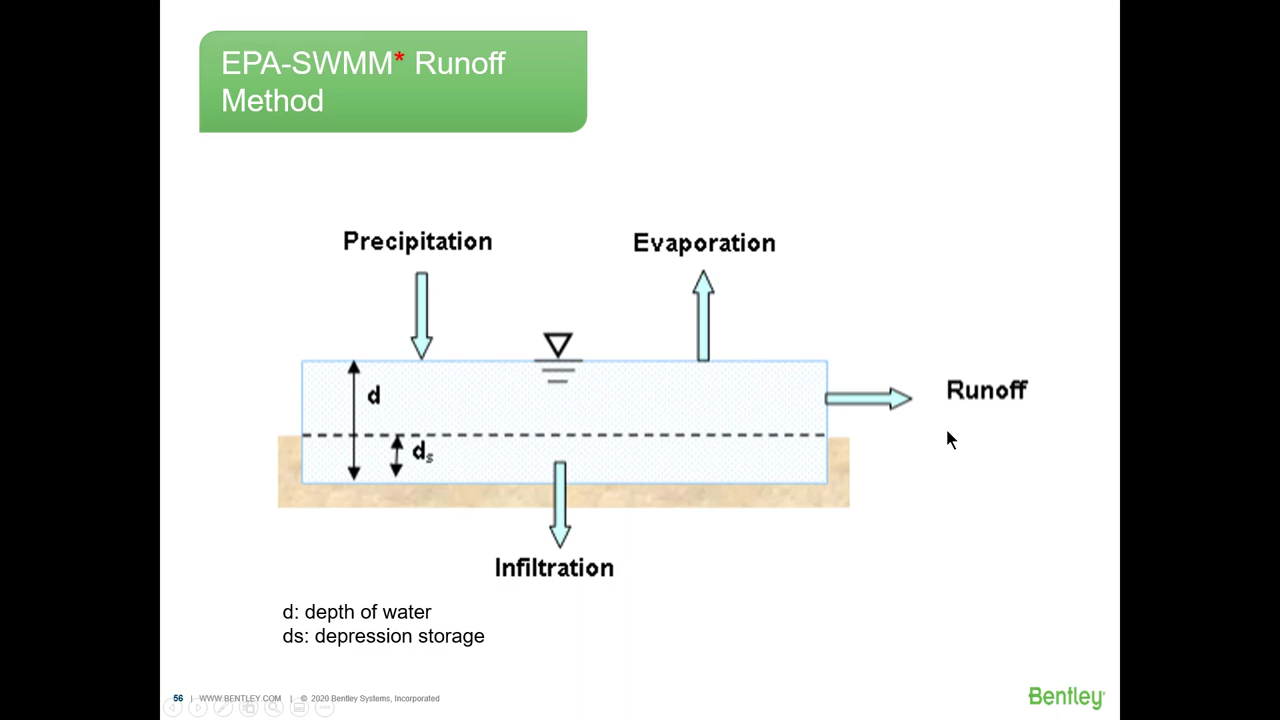 EPA-SWMM* Runoff
Method
Precipitation
Evaporation
d
Runoff
ds
Infiltration
d: depth of water
ds: depression storage
56 | WWW.BENTLEY.COM | © 2020 Bentley Systems, Incorporated
Bentley